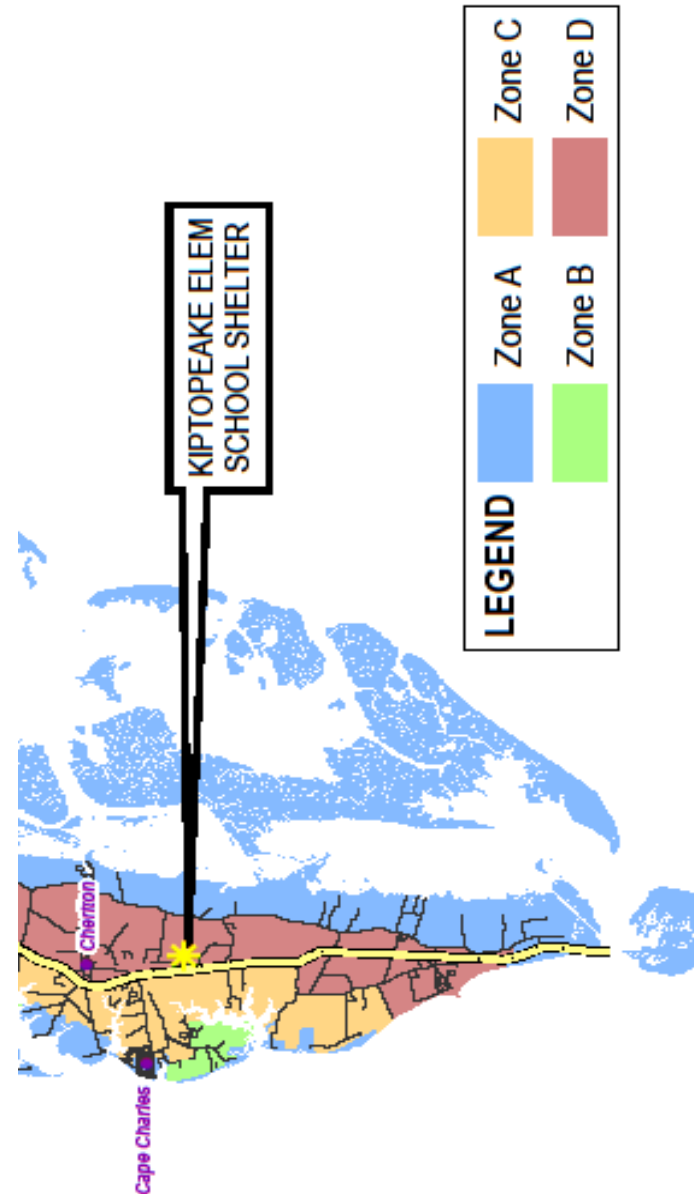 KIPTOPEAKE ELEM
SCHOOL SHELTER
Cheriton
Cape Charles
LEGEND
Zone A
Zone C
Zone B
Zone D